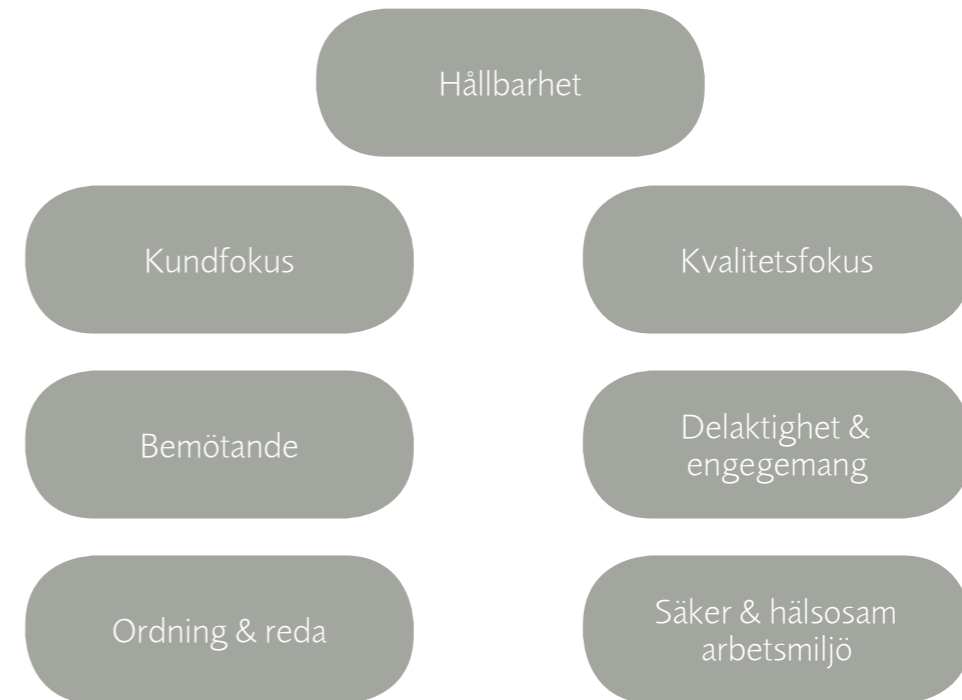 Hållbarhet
Kundfokus
Kvalitetsfokus
Bemötande
Delaktighet &
engegemang
Ordning & reda
Säker & hälsosam
arbetsmiljö